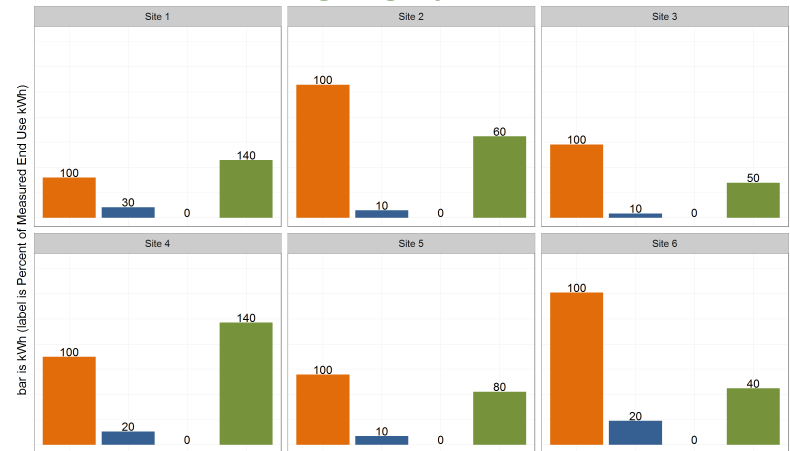 Site 1 Site 2 Site 3
100 30 0 140
100 10 0 60
100 10 0 50
Site 4 Site 5 Site 6
100 20 0 140
100 10 0 80
100 20 0 40
bar is kWh (label is Percent of Measured End Use kWh)